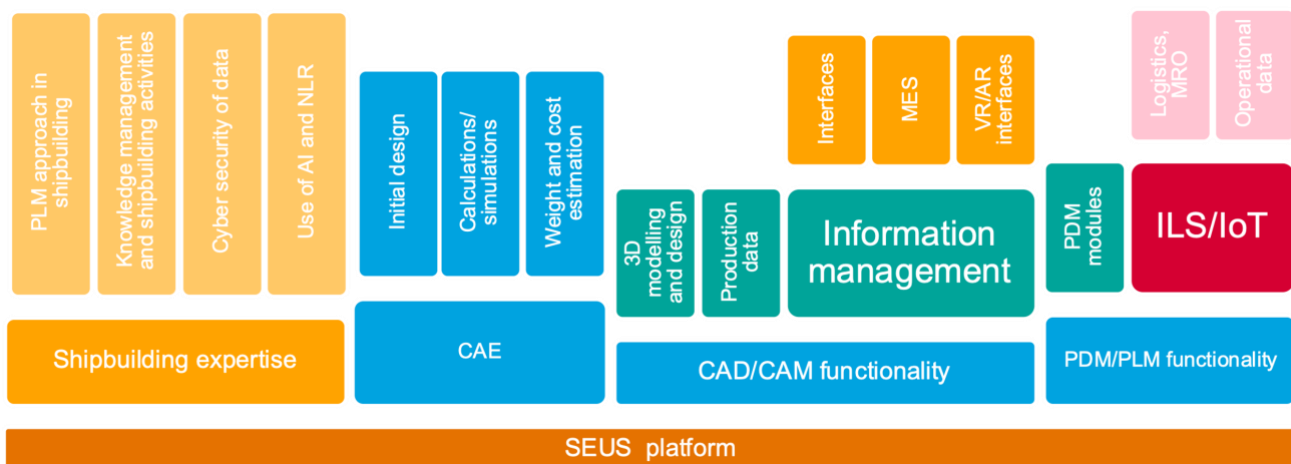 PLM approach in
shipbuilding
Knowledge management
and shipbuilding activities
Cyber security of data
Use of AI and NLR
Initial design
Calculations/
simulations
Weight and cost
estimation
3D
modelling
and design
Production
data
Interfaces
MES
VR/AR
interfaces
Information
management
PDM
modules
Logistics,
MRO
Operational
data
ILS/IoT
Shipbuilding expertise
CAE
CAD/CAM functionality
PDM/PLM functionality
SEUS platform